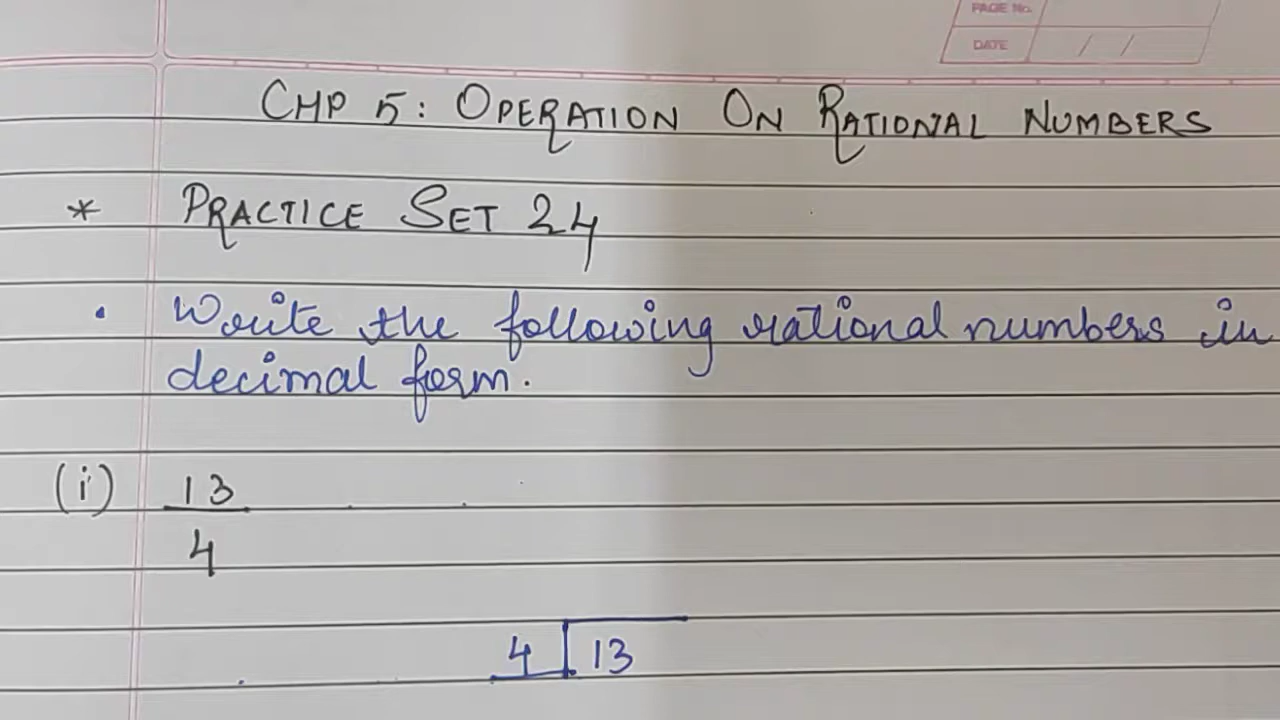 PAGE No.
DATE / /
CHP 5: OPERATION ON RATIONAL NUMBERS
* PRACTICE SET 24
• Write the following rational numbers in
decimal form.
(i) 13
4
4 13